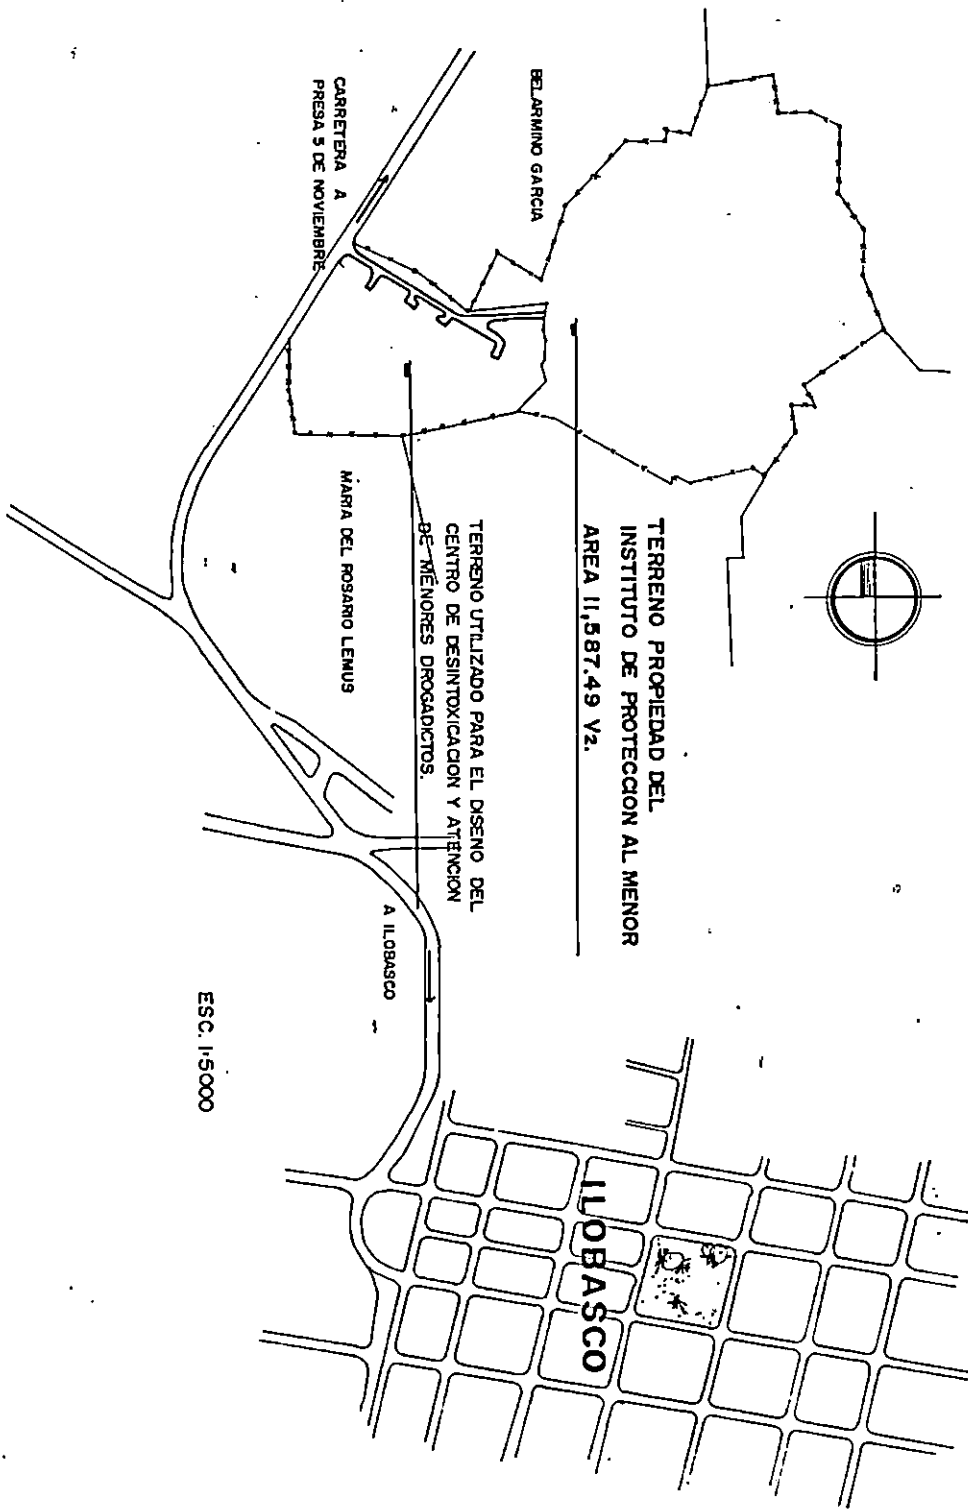 TERRENO PROPIEDAD DEL
INSTITUTO DE PROTECCION AL MENOR
AREA 11,587.49 V2.
BELARMINO GARCIA
CARRETERA A
PRESA 5 DE NOVIEMBRE
TERRENO UTILIZADO PARA EL DISENO DEL
CENTRO DE DESINTOXICACION Y ATENCION
DE MENORES DROGADICTOS.
MARIA DEL ROSARIO LEMUS
A ILOBASCO
ILOBASCO
ESC. 1:5000